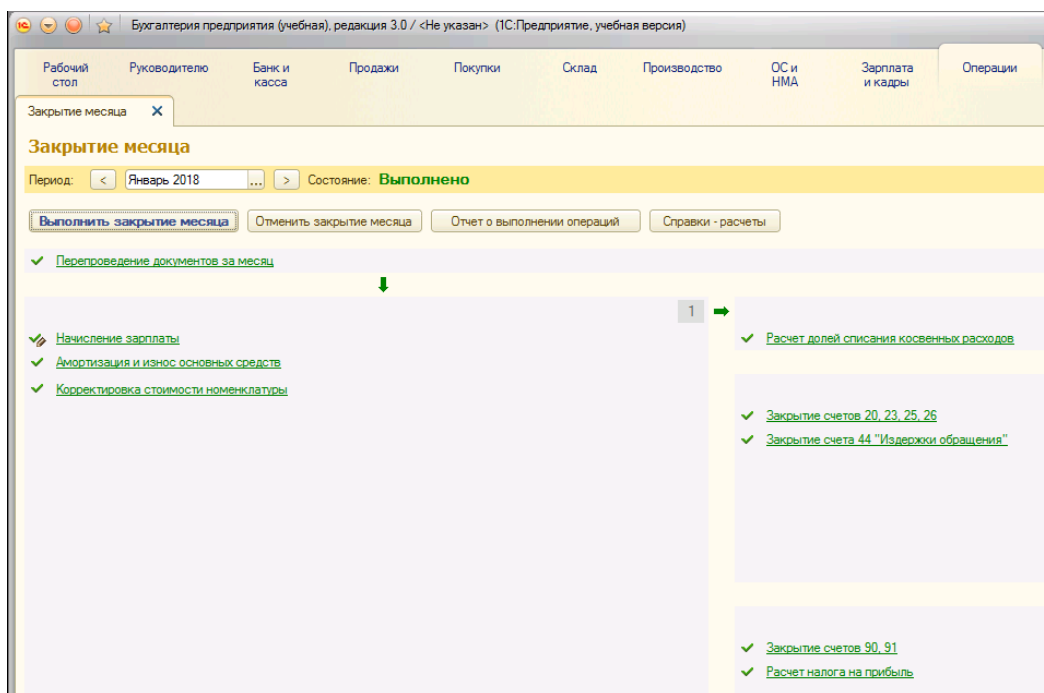 Бухгалтерия предприятия (учебная), редакция 3.0 / <Не указан> (1С:Предприятие, учебная версия)
Рабочий стол
Руководителю
Банк и касса
Продажи
Покупки
Склад
Производство
ОС и НМА
Зарплата и кадры
Операции
Закрытие месяца
Закрытие месяца
Период: < Январь 2018 ... > Состояние: Выполнено
Выполнить закрытие месяца Отменить закрытие месяца Отчет о выполнении операций Справки - расчеты
Перепроведение документов за месяц
1
Начисление зарплаты
Амортизация и износ основных средств
Корректировка стоимости номенклатуры
Расчет долей списания косвенных расходов
Закрытие счетов 20, 23, 25, 26
Закрытие счета 44 "Издержки обращения"
Закрытие счетов 90, 91
Расчет налога на прибыль